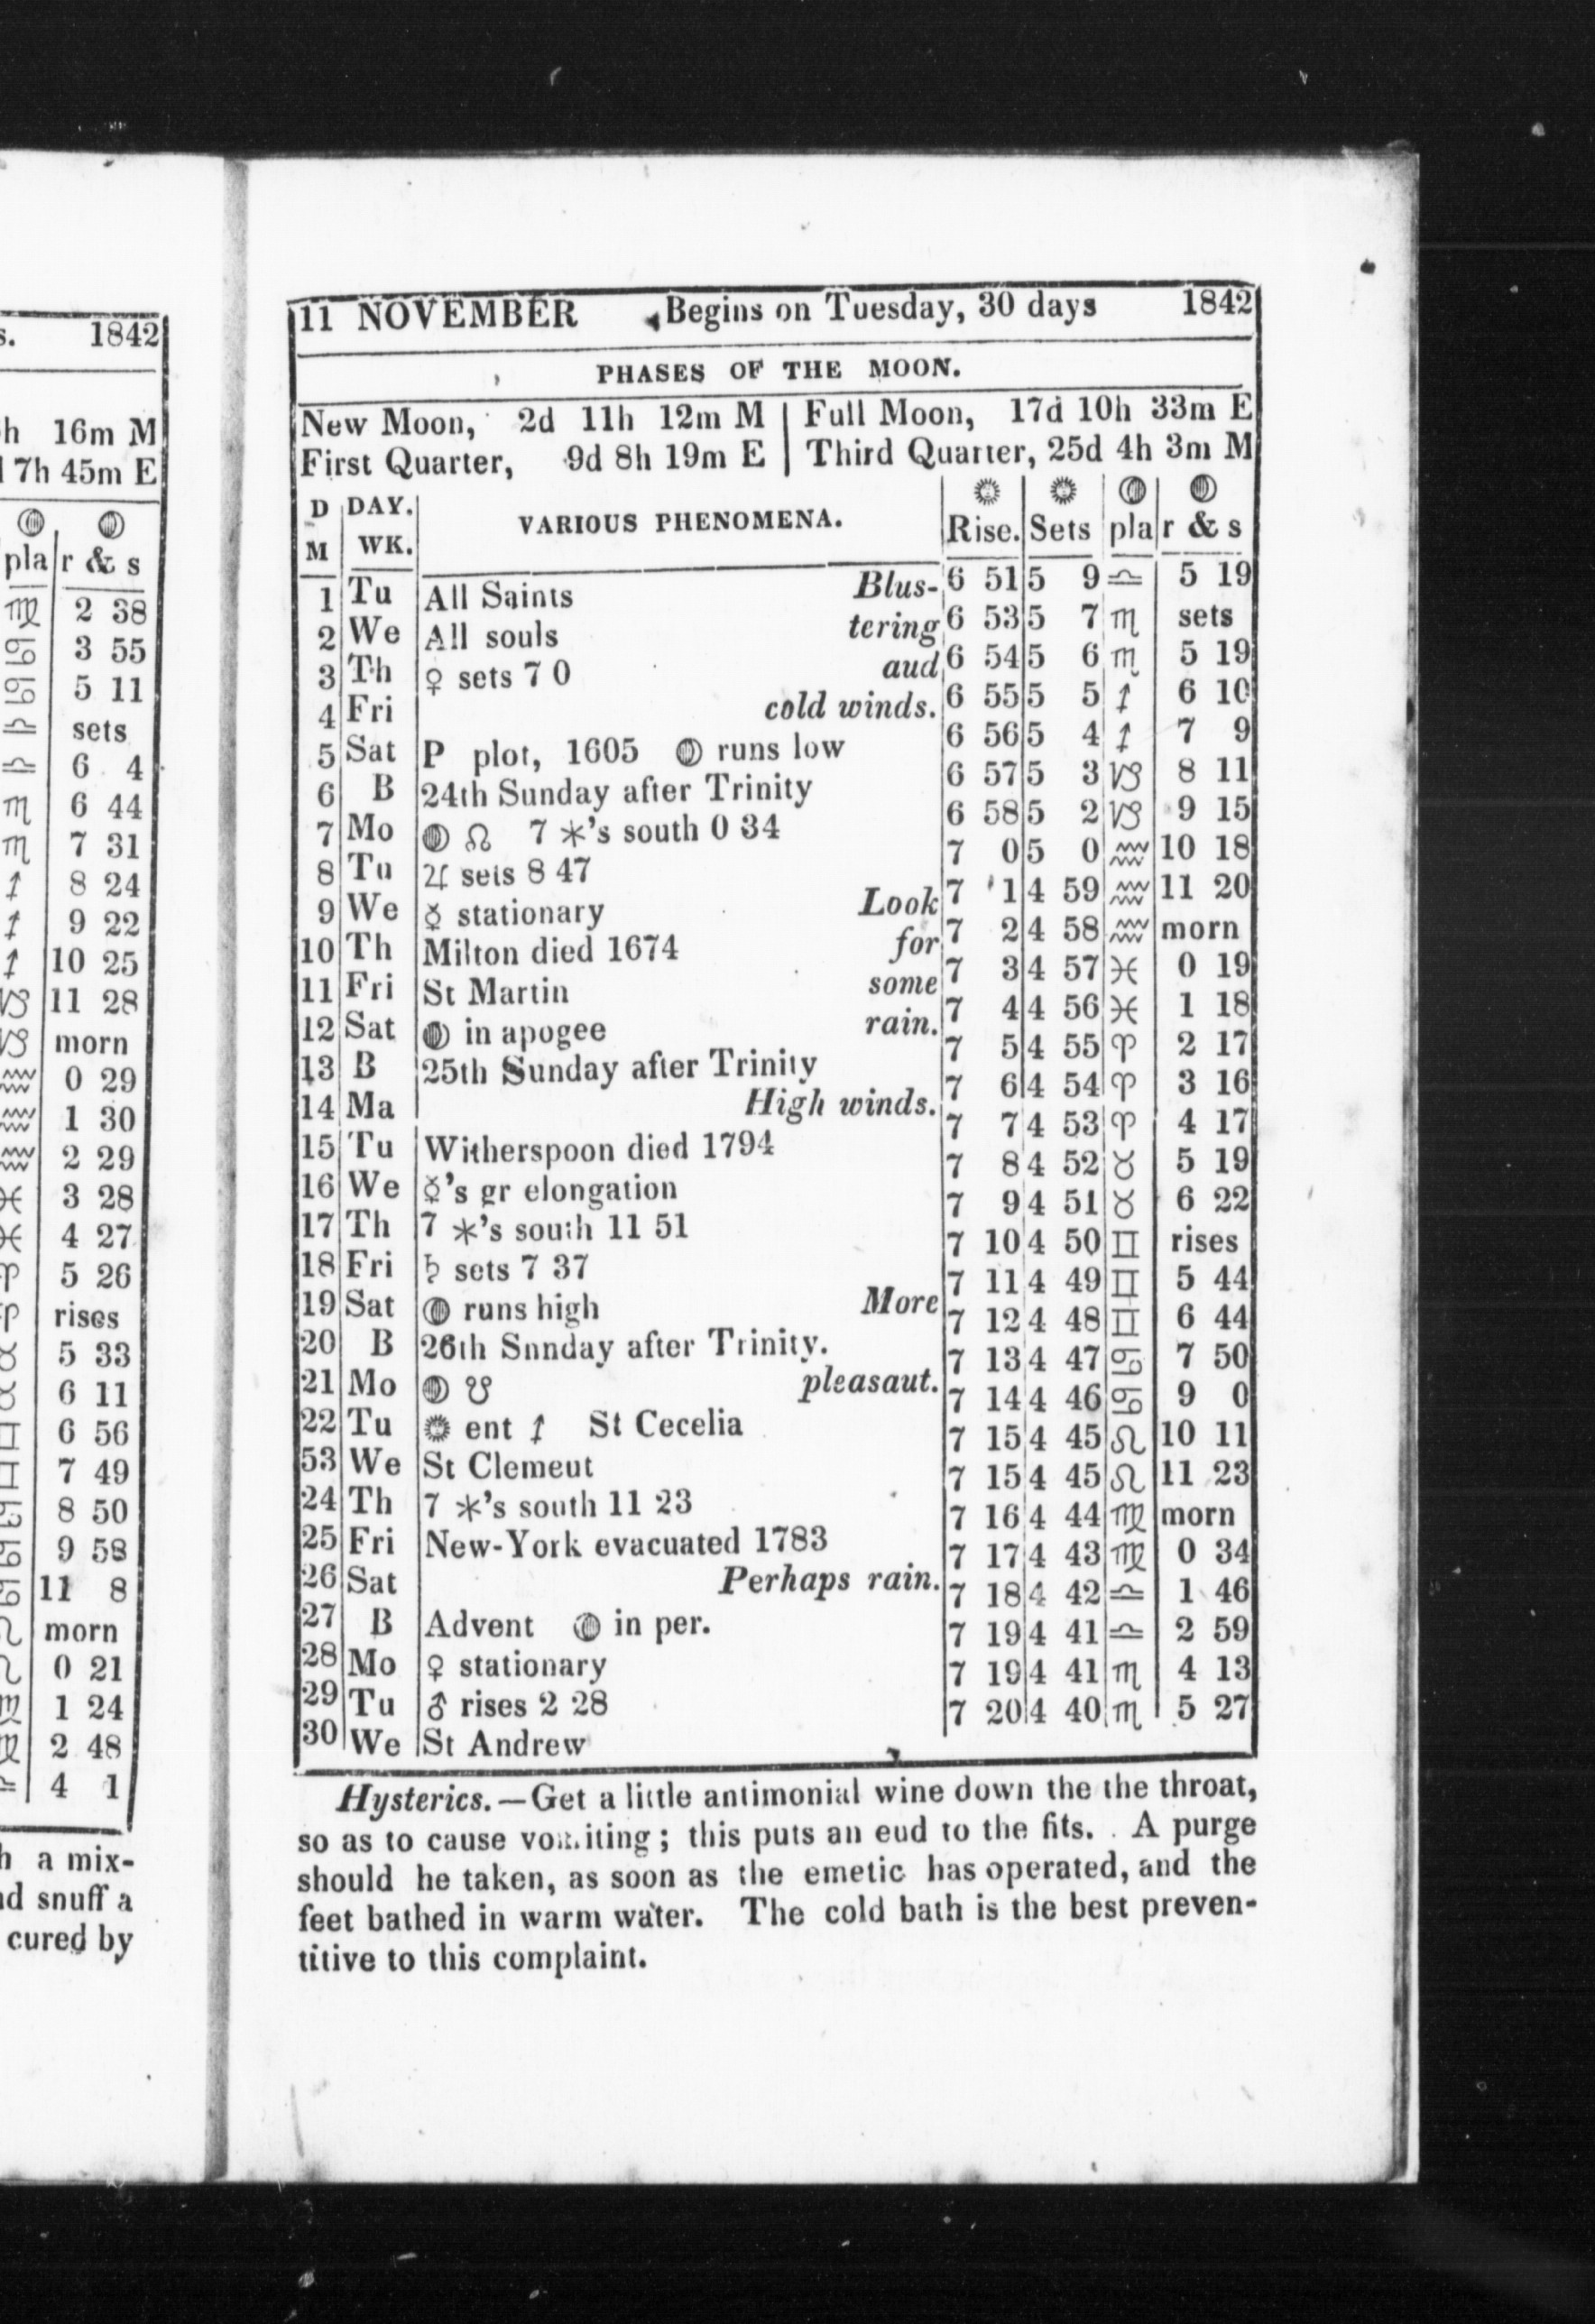 s. 1842
h 16m M
7h 45m E
pla r & s
♍ 2 38
♋ 3 55
♋ 5 11
♎ sets
♎ 6 4
♏ 6 44
♏ 7 31
♐ 8 24
♐ 9 22
♐ 10 25
♑ 11 28
♑ morn
♒ 0 29
♒ 1 30
♒ 2 29
♓ 3 28
♓ 4 27
♈ 5 26
♈ rises
♉ 5 33
♉ 6 11
♊ 6 56
♊ 7 49
♋ 8 50
♋ 9 58
♋ 11 8
♌ morn
♌ 0 21
♍ 1 24
♍ 2 48
♎ 4 1
h a mix-
nd snuff a
cured by
11 NOVEMBER Begins on Tuesday, 30 days 1842
PHASES OF THE MOON.
New Moon, 2d 11h 12m M | Full Moon, 17d 10h 33m E
First Quarter, 9d 8h 19m E | Third Quarter, 25d 4h 3m M
D M DAY. WK. VARIOUS PHENOMENA. Rise. Sets pla r & s
1 Tu All Saints Blus- 6 51 5 9 ♎ 5 19
2 We All souls tering 6 53 5 7 ♏ sets
3 Th ♀ sets 7 0 aud 6 54 5 6 ♏ 5 19
4 Fri cold winds. 6 55 5 5 ♐ 6 10
5 Sat P plot, 1605 ☽ runs low 6 56 5 4 ♐ 7 9
6 B 24th Sunday after Trinity 6 57 5 3 ♑ 8 11
7 Mo ☽ ☊ 7 *'s south 0 34 6 58 5 2 ♑ 9 15
8 Tu ♃ sets 8 47 7 0 5 0 ♒ 10 18
9 We ☿ stationary Look 7 1 4 59 ♒ 11 20
10 Th Milton died 1674 for 7 2 4 58 ♒ morn
11 Fri St Martin some 7 3 4 57 ♓ 0 19
12 Sat ☽ in apogee rain. 7 4 4 56 ♓ 1 18
13 B 25th Sunday after Trinity 7 5 4 55 ♈ 2 17
14 Ma High winds. 7 6 4 54 ♈ 3 16
15 Tu Witherspoon died 1794 7 7 4 53 ♈ 4 17
16 We ☿'s gr elongation 7 8 4 52 ♉ 5 19
17 Th 7 *'s south 11 51 7 9 4 51 ♉ 6 22
18 Fri ♄ sets 7 37 7 10 4 50 ♊ rises
19 Sat ☽ runs high More 7 11 4 49 ♊ 5 44
20 B 26th Snnday after Trinity. 7 12 4 48 ♊ 6 44
21 Mo ☽ ☋ pleasaut. 7 13 4 47 ♋ 7 50
22 Tu ☉ ent ♐ St Cecelia 7 14 4 46 ♋ 9 0
53 We St Clemeut 7 15 4 45 ♌ 10 11
24 Th 7 *'s south 11 23 7 15 4 45 ♌ 11 23
25 Fri New-York evacuated 1783 7 16 4 44 ♍ morn
26 Sat Perhaps rain. 7 17 4 43 ♍ 0 34
27 B Advent ☽ in per. 7 18 4 42 ♎ 1 46
28 Mo ♀ stationary 7 19 4 41 ♎ 2 59
29 Tu ♂ rises 2 28 7 19 4 41 ♏ 4 13
30 We St Andrew 7 20 4 40 ♏ 5 27
Hysterics.—Get a little antimonial wine down the the throat,
so as to cause vomiting; this puts an eud to the fits. A purge
should he taken, as soon as the emetic has operated, and the
feet bathed in warm water. The cold bath is the best preven-
titive to this complaint.